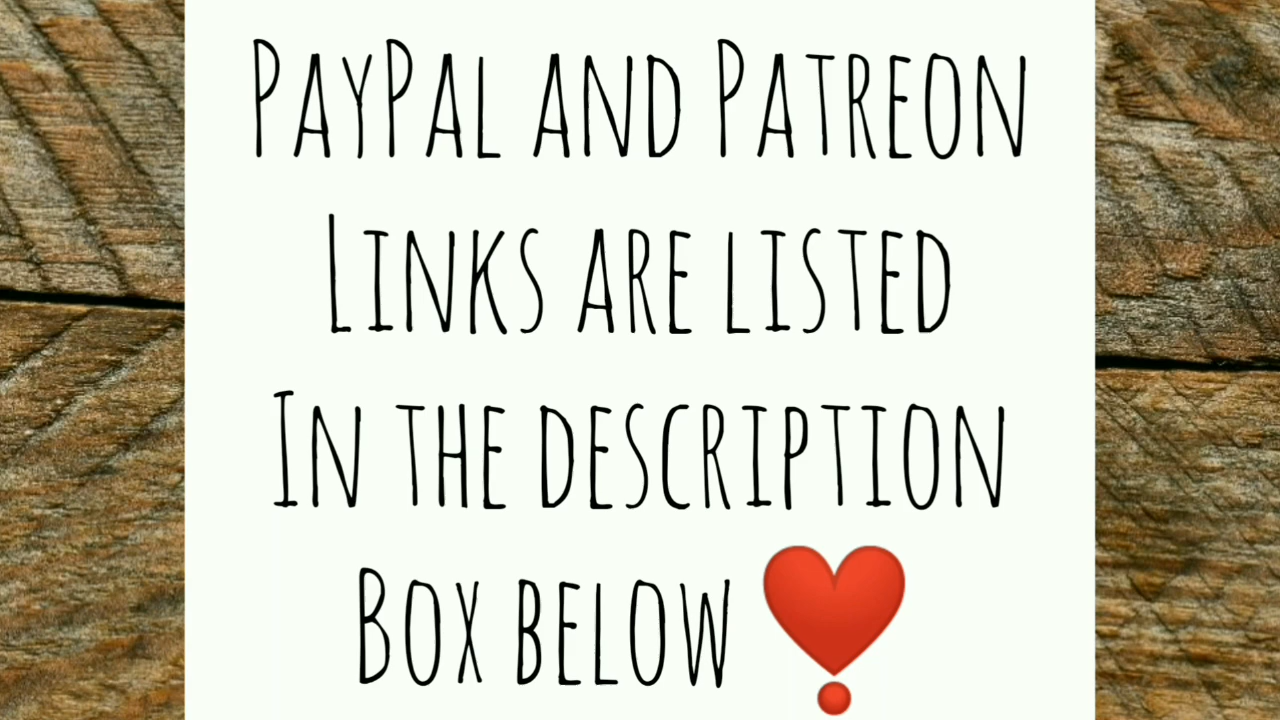 PayPal and Patreon
Links are listed
In the description
Box below ❣️